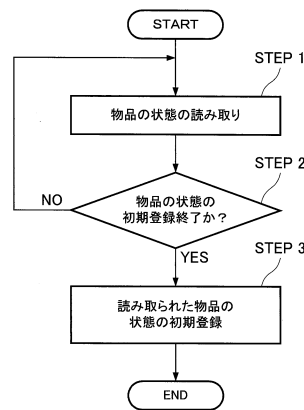 START
STEP 1
物品の状態の読み取り
STEP 2
物品の状態の
初期登録終了か?
NO
YES
STEP 3
読み取られた物品の
状態の初期登録
END